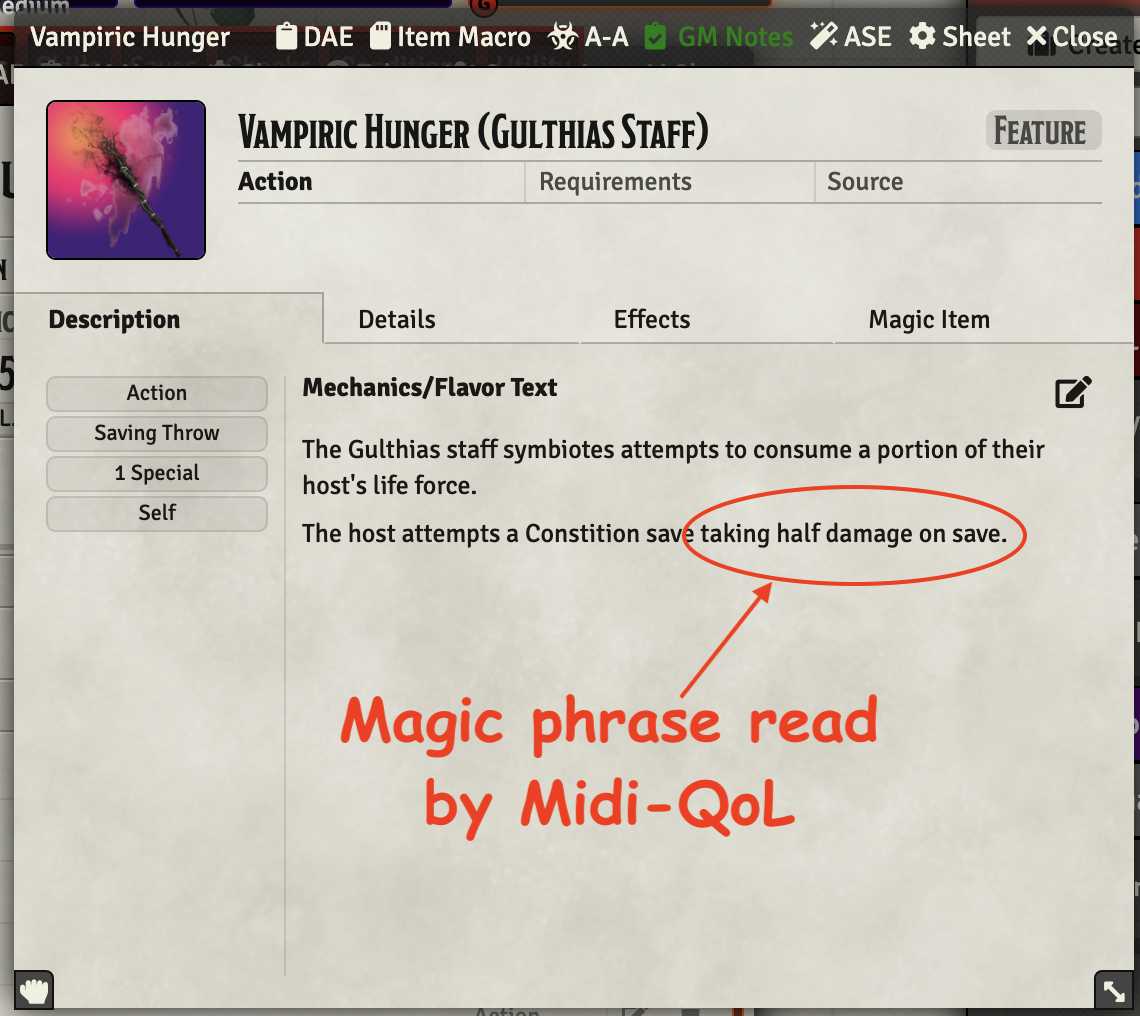 edium
Vampiric Hunger DAE Item Macro A-A GM Notes ASE Sheet Close
VAMPIRIC HUNGER (GULTHIAS STAFF) FEATURE
Action Requirements Source
Description Details Effects Magic Item
Action
Saving Throw
1 Special
Self
Mechanics/Flavor Text
The Gulthias staff symbiotes attempts to consume a portion of their
host's life force.
The host attempts a Constition save taking half damage on save.
Magic phrase read
by Midi-QoL
Action